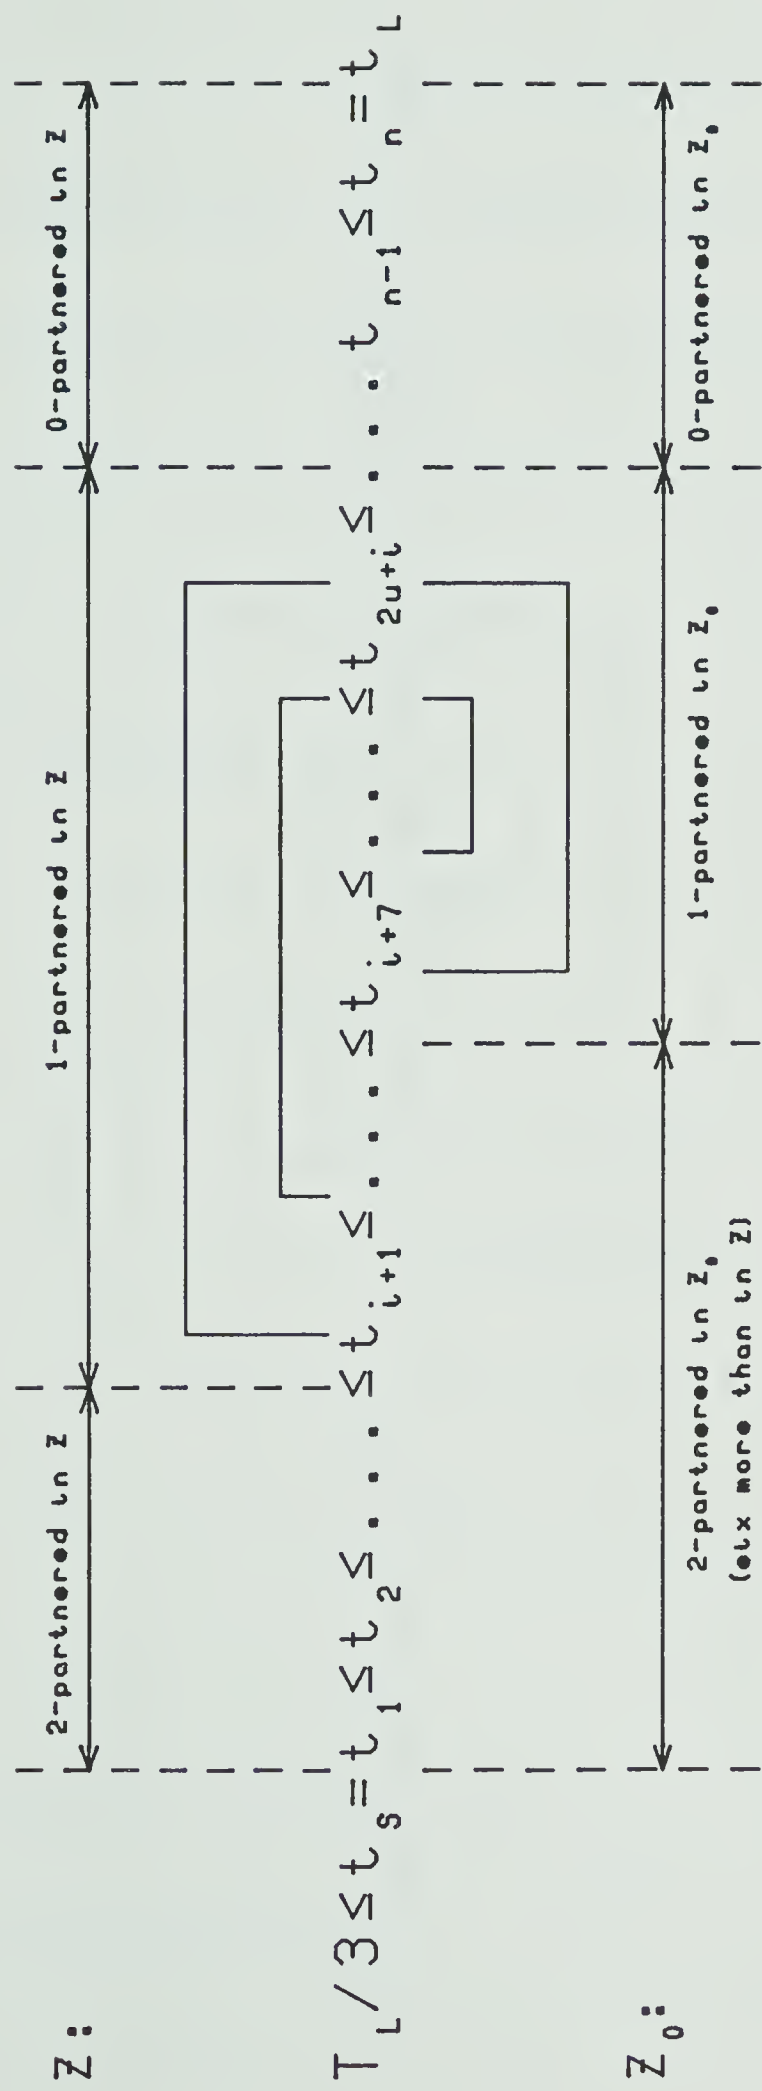 Z:
2-partnered in Z
1-partnered in Z
0-partnered in Z
T_L/3≤t_S=t_1≤t_2≤....≤t_{i+1}≤....≤t_{i+7}≤....≤t_{2u+i}≤....t_{n-1}≤t_n=t_L
Z_0:
2-partnered in Z_0
(six more than in Z)
1-partnered in Z_0
0-partnered in Z_0